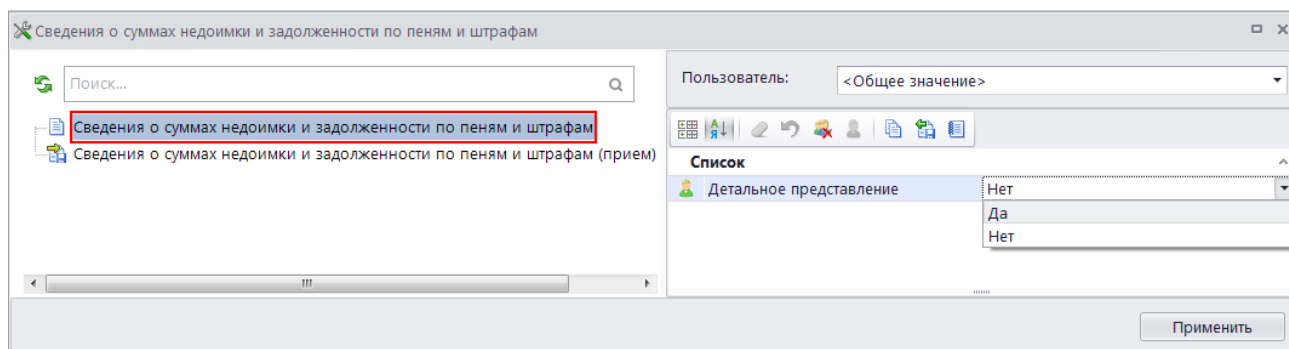 Сведения о суммах недоимки и задолженности по пеням и штрафам
Поиск...
Сведения о суммах недоимки и задолженности по пеням и штрафам
Сведения о суммах недоимки и задолженности по пеням и штрафам (прием)
Пользователь:
<Общее значение>
Список
Детальное представление
Нет
Да
Нет
Применить